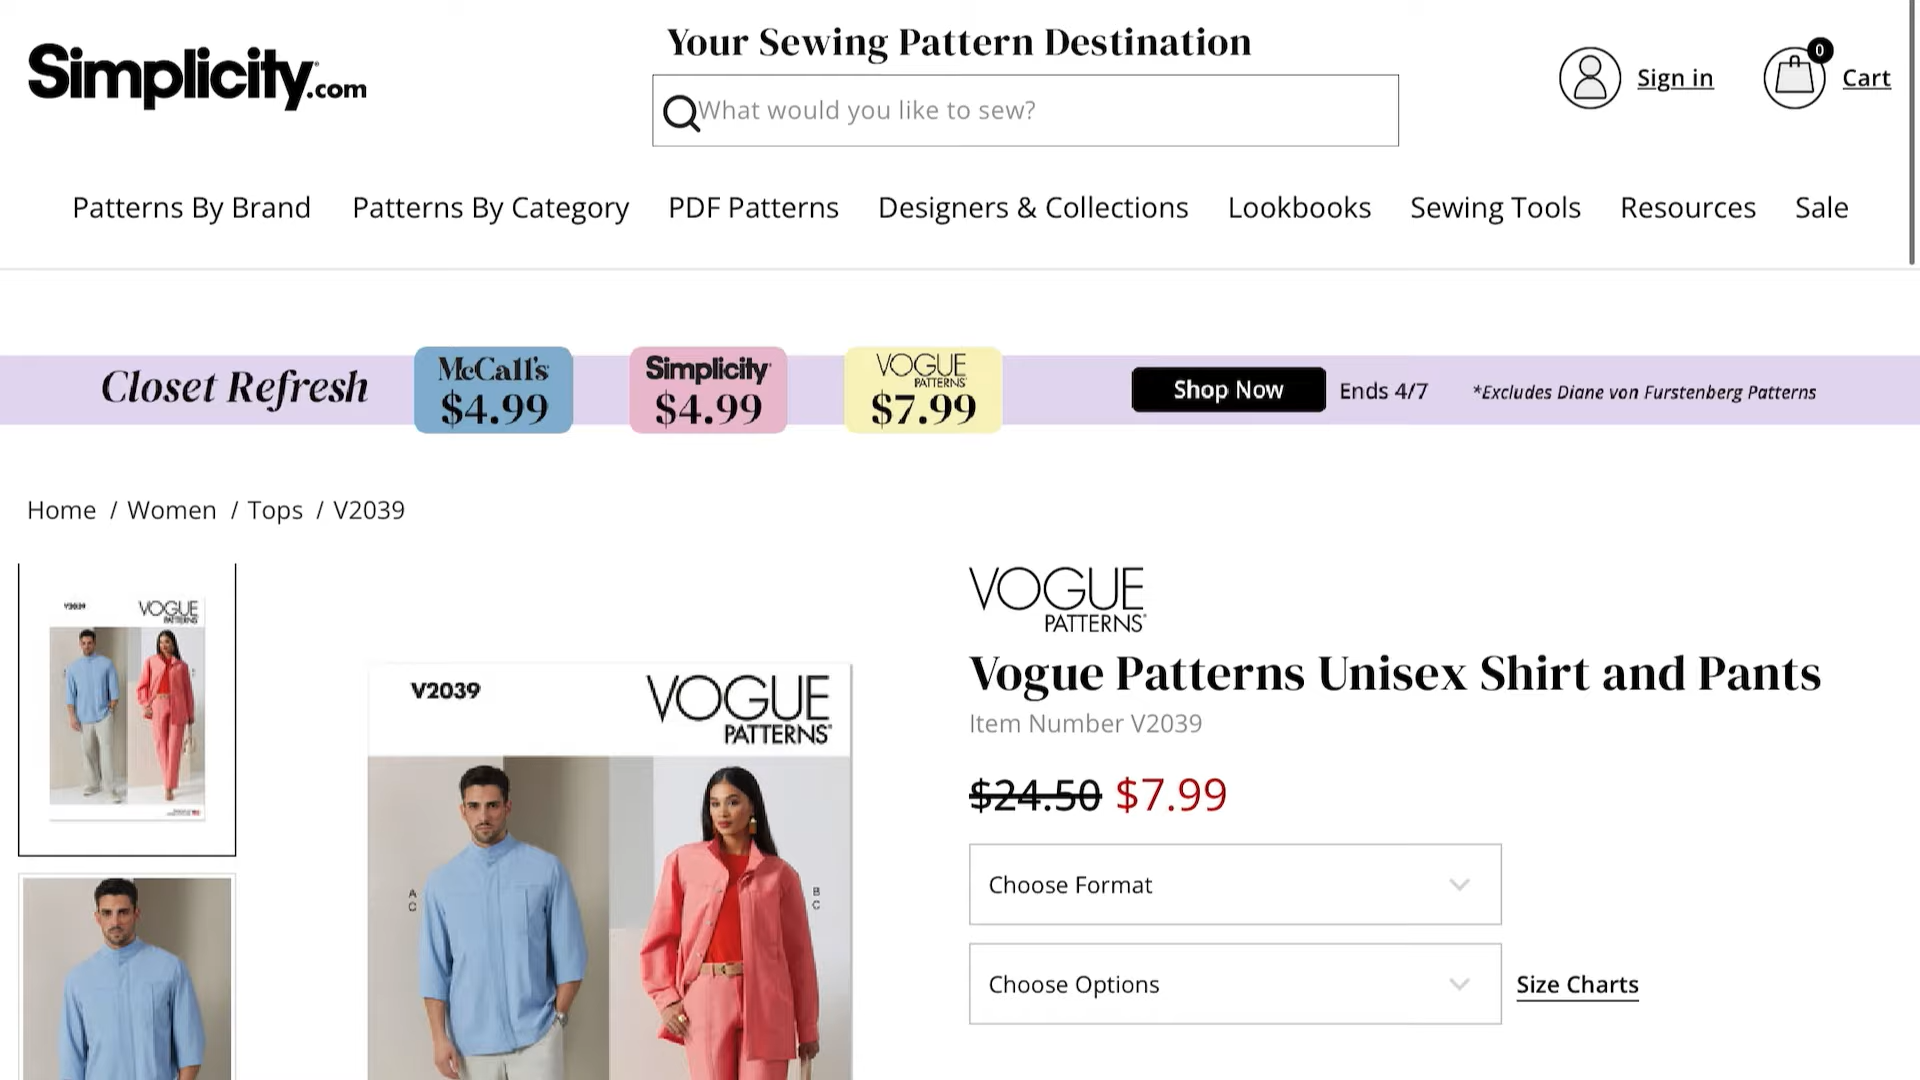 Simplicity.com
Your Sewing Pattern Destination
What would you like to sew?
Sign in
0
Cart
Patterns By Brand
Patterns By Category
PDF Patterns
Designers & Collections
Lookbooks
Sewing Tools
Resources
Sale
Closet Refresh
McCall's
$4.99
Simplicity
$4.99
VOGUE
PATTERNS
$7.99
Shop Now
Ends 4/7
*Excludes Diane von Furstenberg Patterns
Home / Women / Tops / V2039
V2039
VOGUE
PATTERNS
V2039
VOGUE
PATTERNS
A
C
B
C
VOGUE
PATTERNS
Vogue Patterns Unisex Shirt and Pants
Item Number V2039
$24.50 $7.99
Choose Format
Choose Options
Size Charts